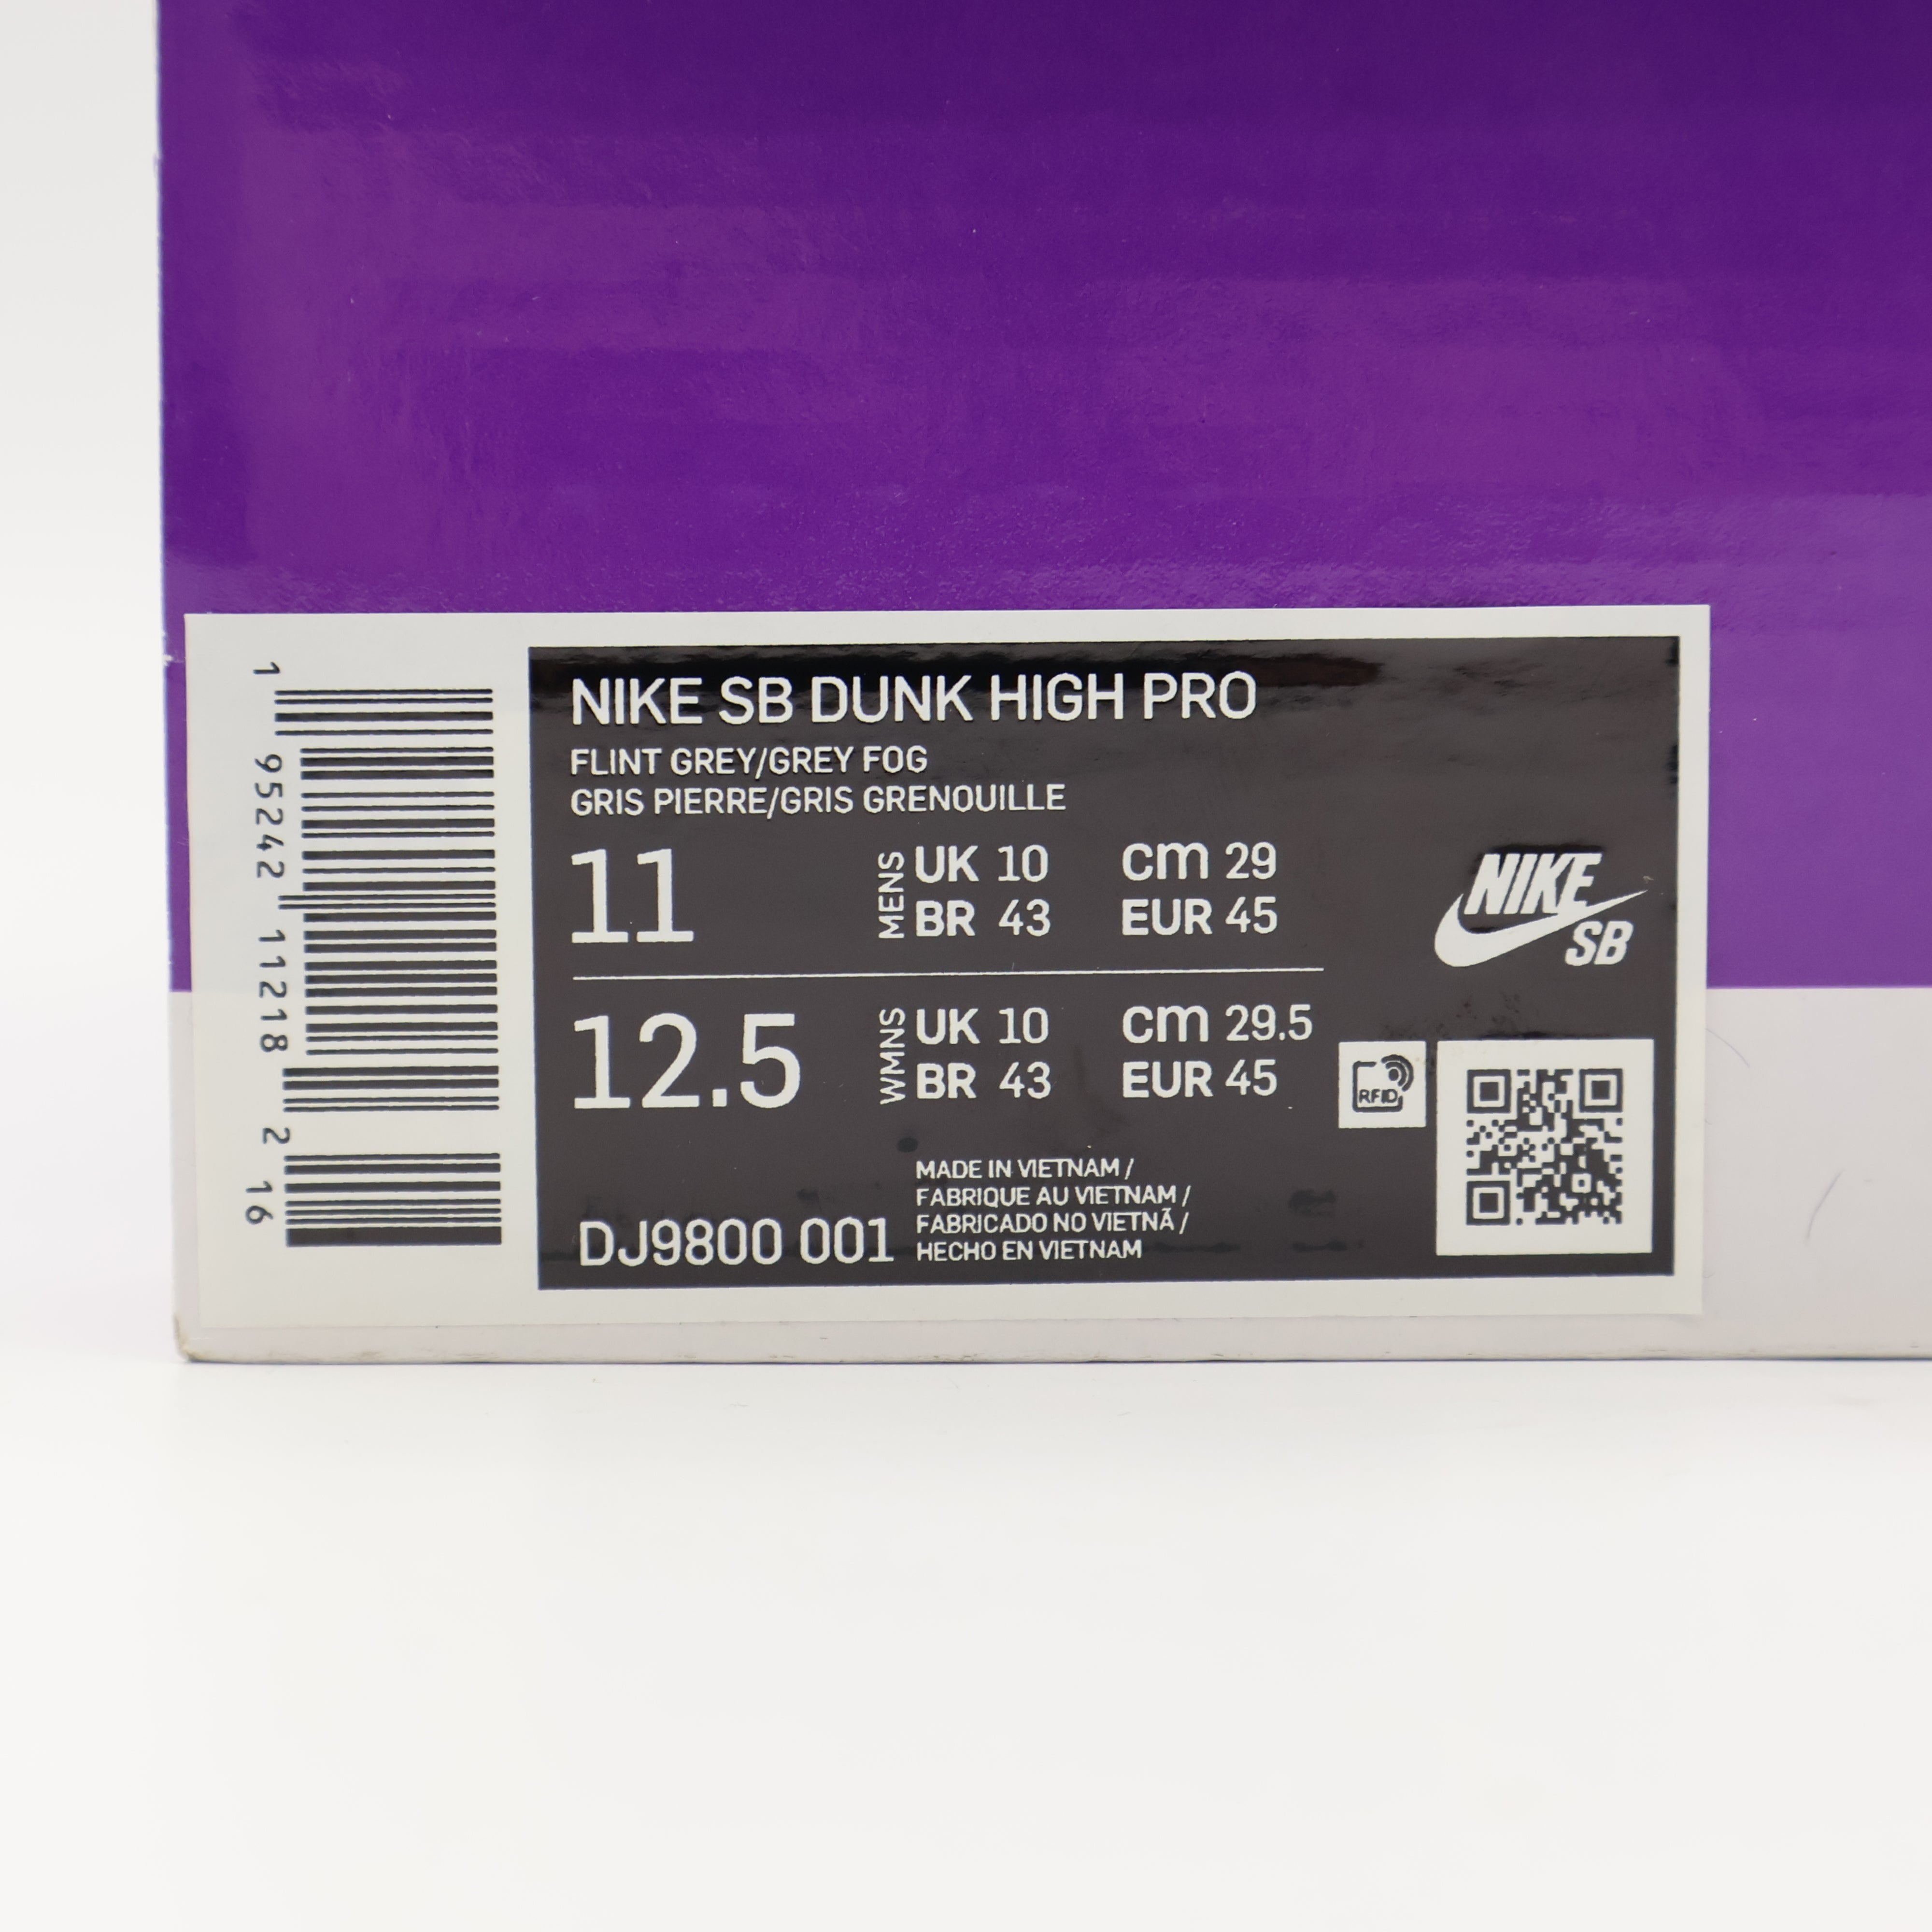 1 95242 11218 2 16
NIKE SB DUNK HIGH PRO
FLINT GREY/GREY FOG
GRIS PIERRE/GRIS GRENOUILLE
11 MENS UK 10 cm 29
BR 43 EUR 45
12.5 WMNS UK 10 cm 29.5
BR 43 EUR 45
NIKE
SB
RFID
MADE IN VIETNAM /
FABRIQUE AU VIETNAM /
FABRICADO NO VIETNÃ /
HECHO EN VIETNAM
DJ9800 001